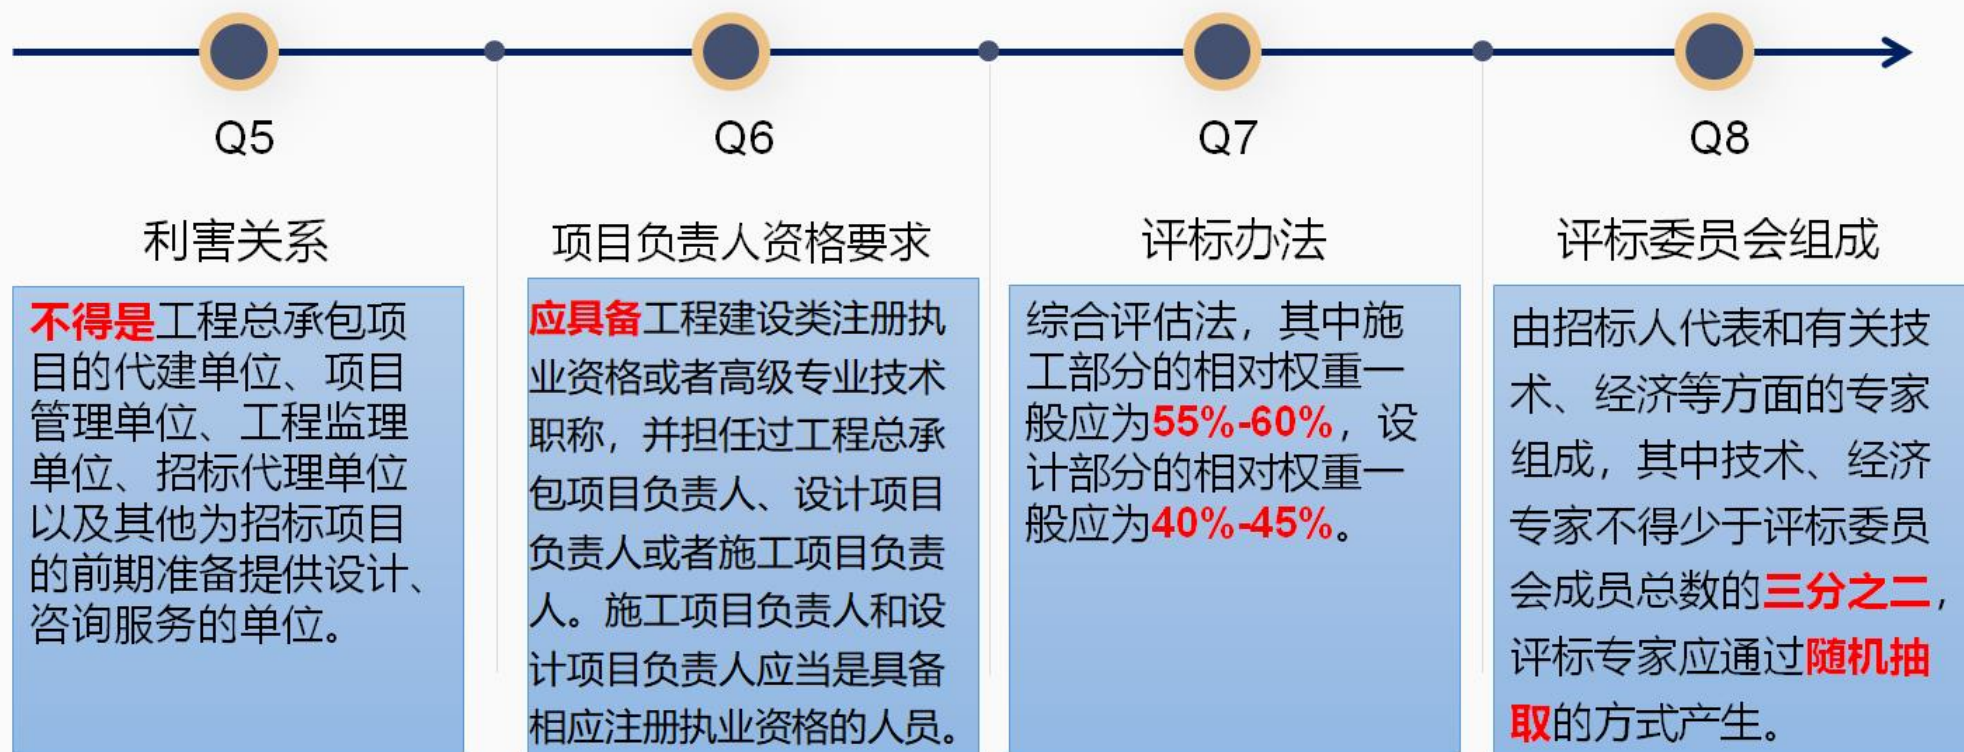 Q5
利害关系
不得是工程总承包项
目的代建单位、项目
管理单位、工程监理
单位、招标代理单位
以及其他为招标项目
的前期准备提供设计、
咨询服务的单位。
Q6
项目负责人资格要求
应具备工程建设类注册执
业资格或者高级专业技术
职称，并担任过工程总承
包项目负责人、设计项目
负责人或者施工项目负责
人。施工项目负责人和设
计项目负责人应当是具备
相应注册执业资格的人员。
Q7
评标办法
综合评估法，其中施
工部分的相对权重一
般应为55%-60%，设
计部分的相对权重一
般应为40%-45%。
Q8
评标委员会组成
由招标人代表和有关技
术、经济等方面的专家
组成，其中技术、经济
专家不得少于评标委员
会成员总数的三分之二，
评标专家应通过随机抽
取的方式产生。